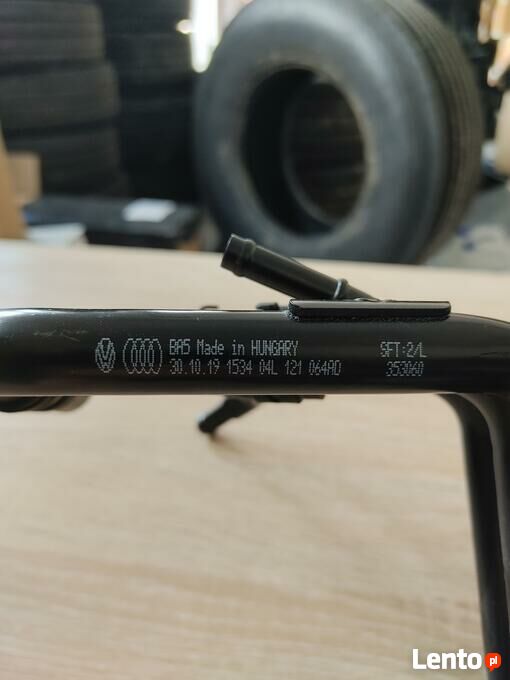 BA5 Made in HUNGARY
30.10.19 1534 04L 121 064AD
SFT:2/L
353060
Lento.pl